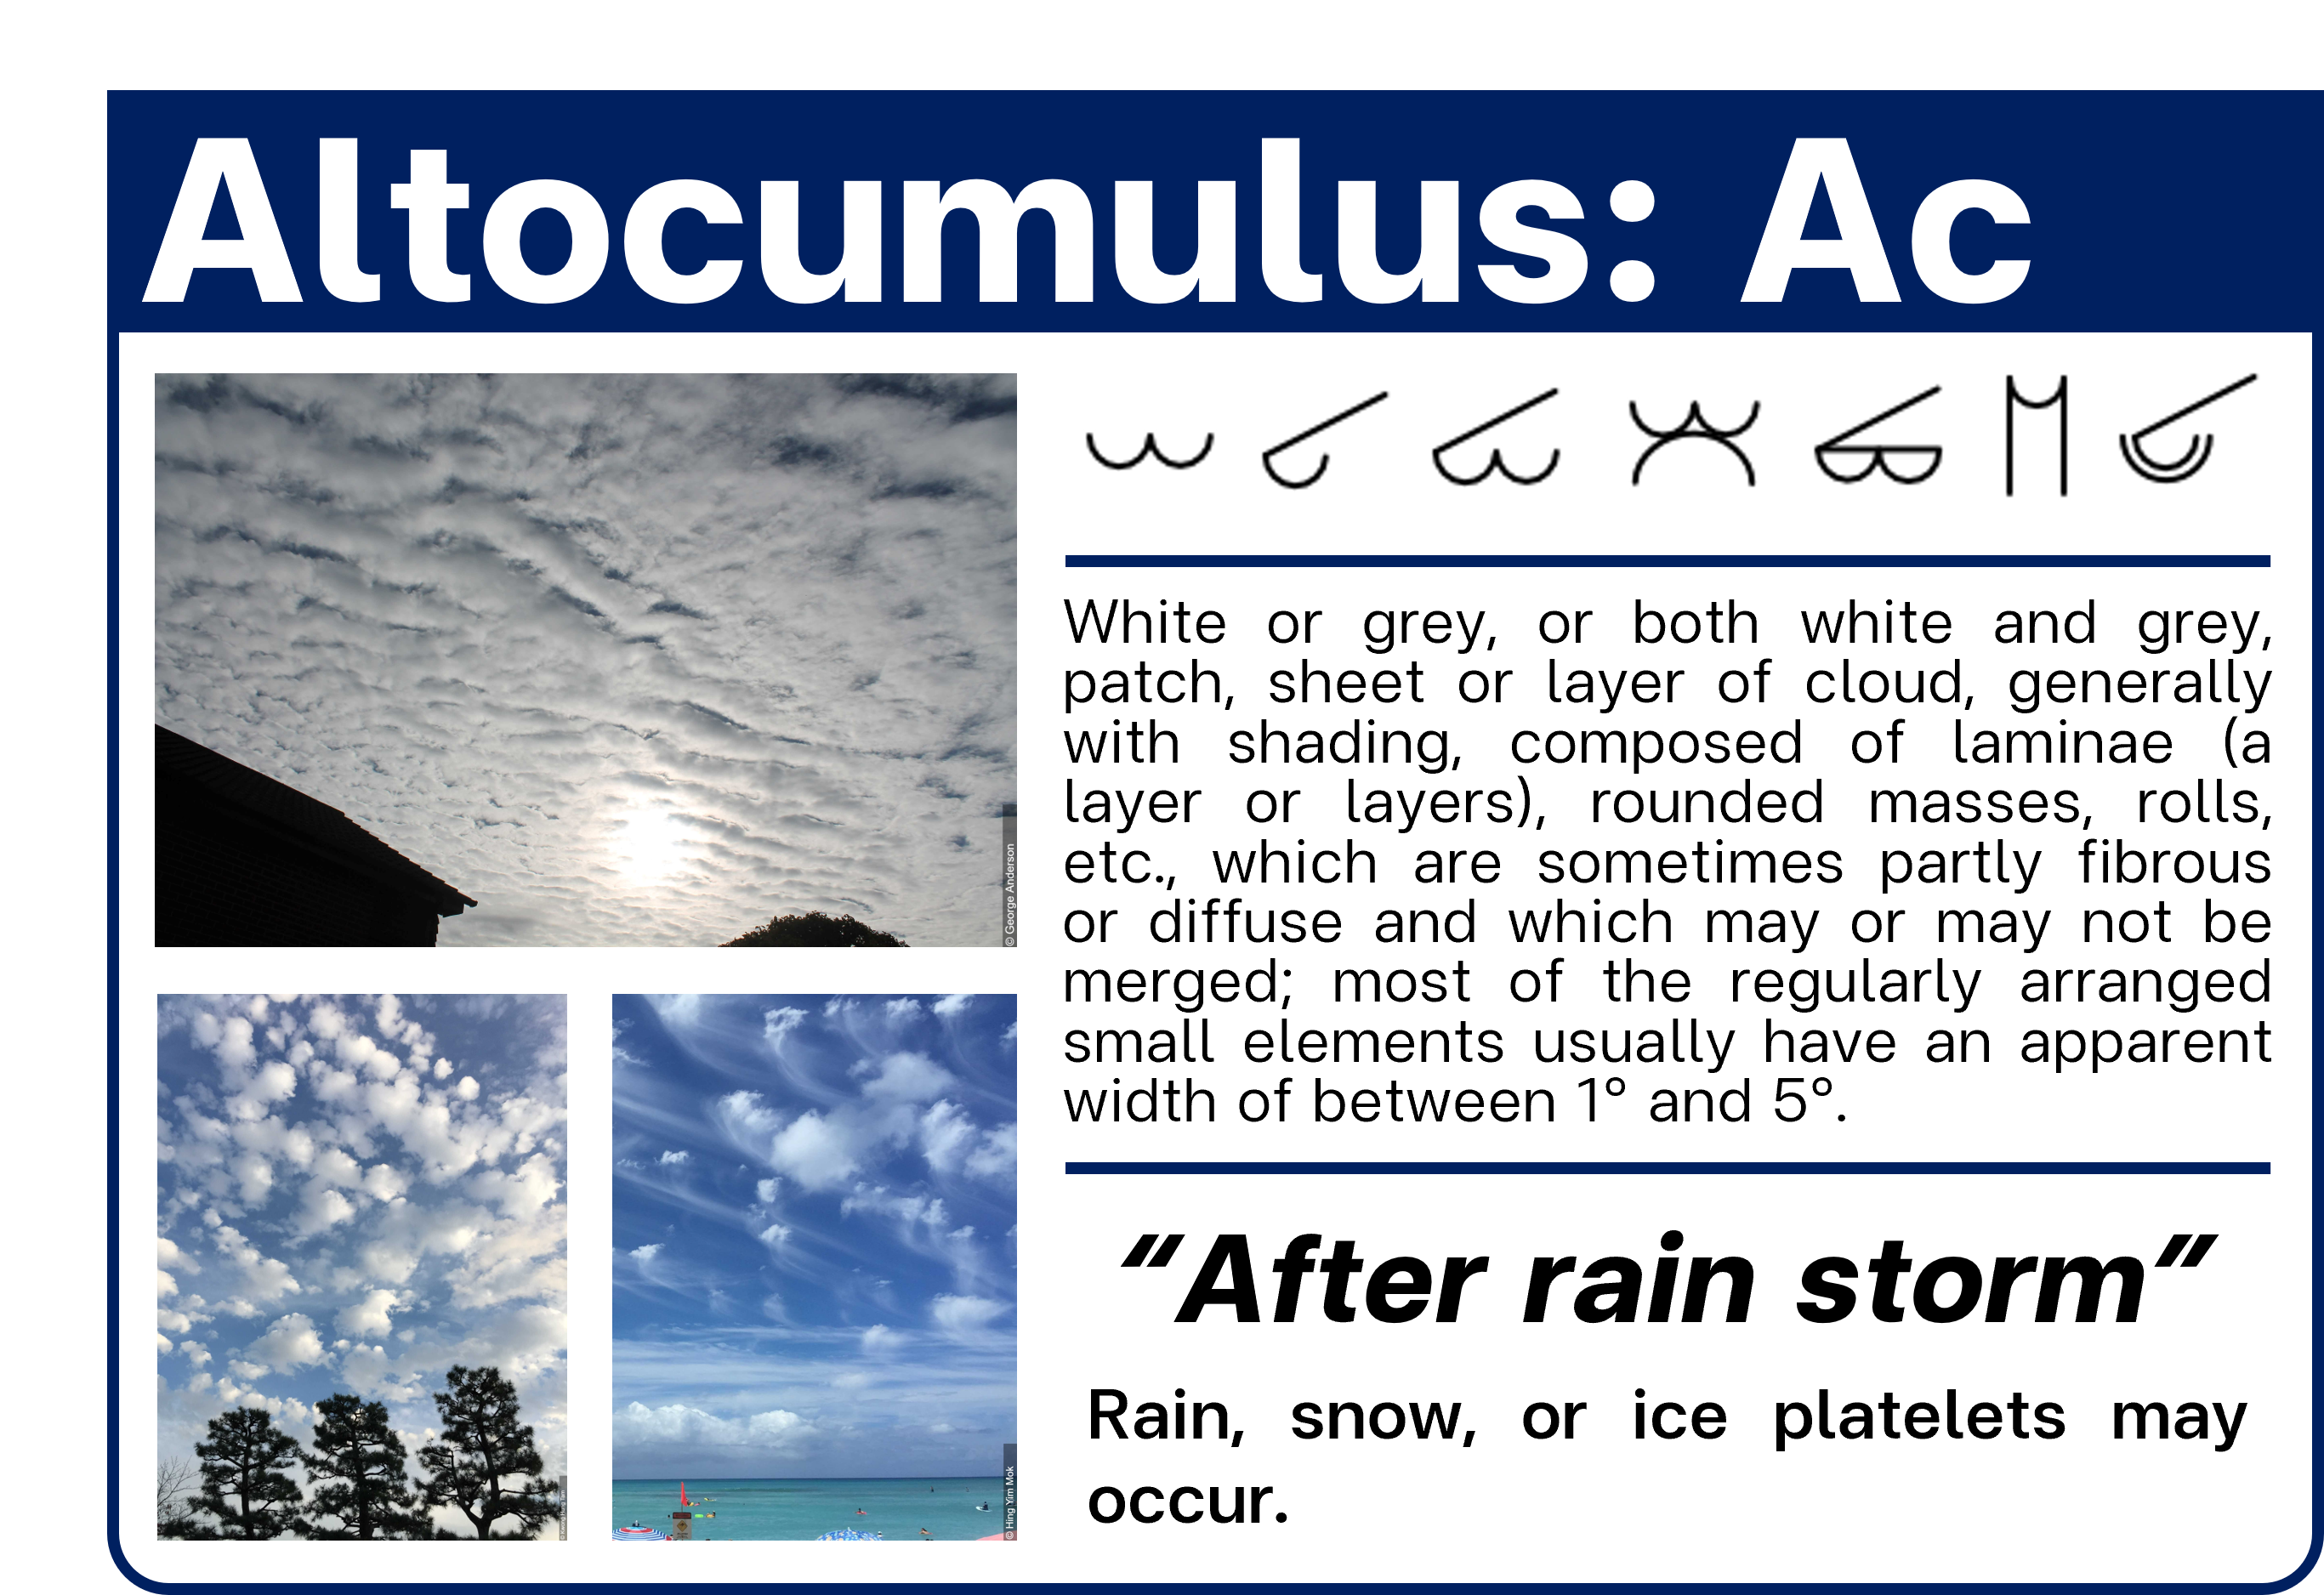 Altocumulus: Ac
© George Anderson
© Hing Yim Mok
White or grey, or both white and grey,
patch, sheet or layer of cloud, generally
with shading, composed of laminae (a
layer or layers), rounded masses, rolls,
etc., which are sometimes partly fibrous
or diffuse and which may or may not be
merged; most of the regularly arranged
small elements usually have an apparent
width of between 1° and 5°.
"After rain storm"
Rain, snow, or ice platelets may
occur.